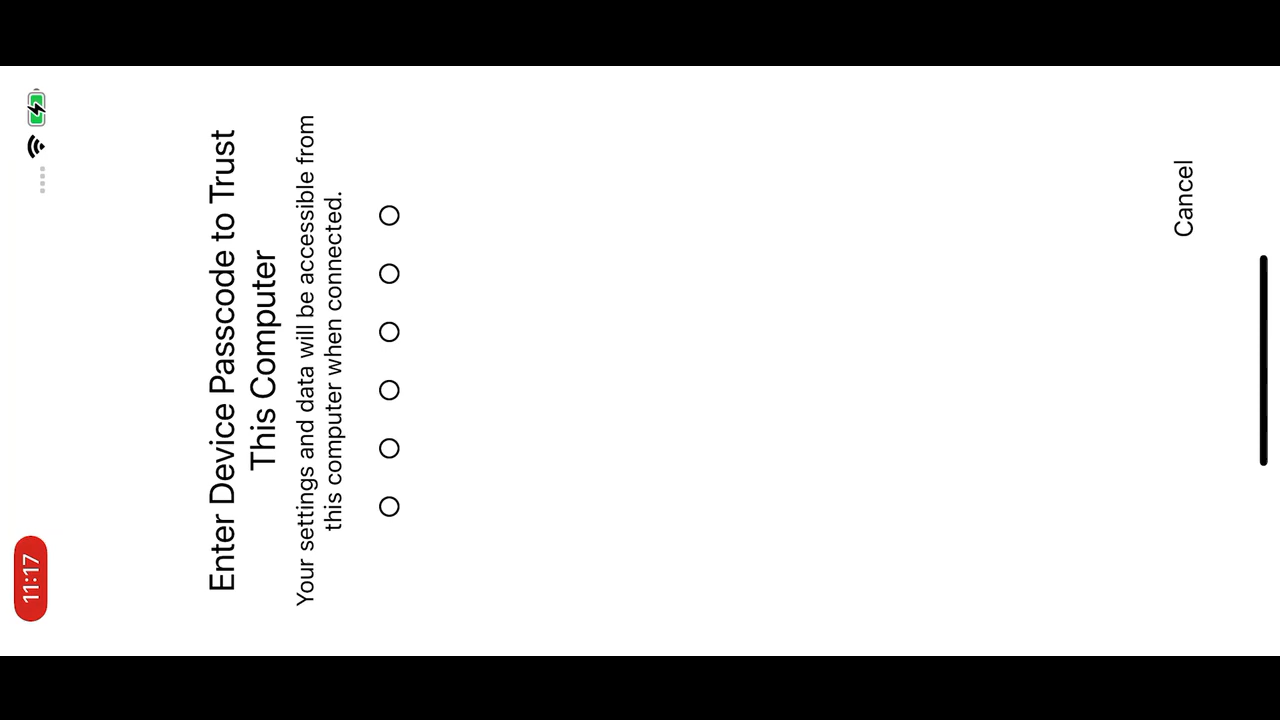 11:17
Enter Device Passcode to Trust
This Computer
Your settings and data will be accessible from
this computer when connected.
Cancel